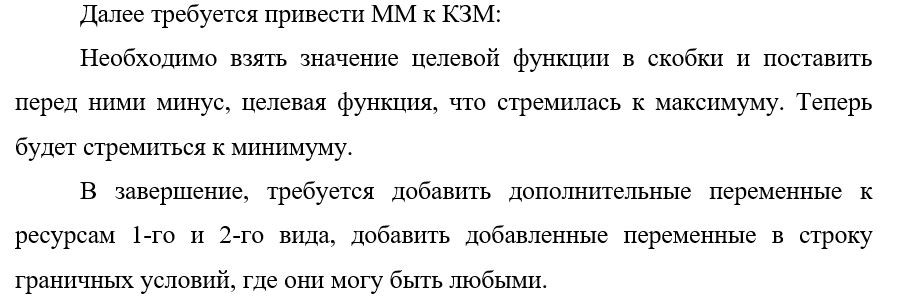 Далее требуется привести ММ к КЗМ:
Необходимо взять значение целевой функции в скобки и поставить
перед ними минус, целевая функция, что стремилась к максимуму. Теперь
будет стремиться к минимуму.
В завершение, требуется добавить дополнительные переменные к
ресурсам 1-го и 2-го вида, добавить добавленные переменные в строку
граничных условий, где они могу быть любыми.